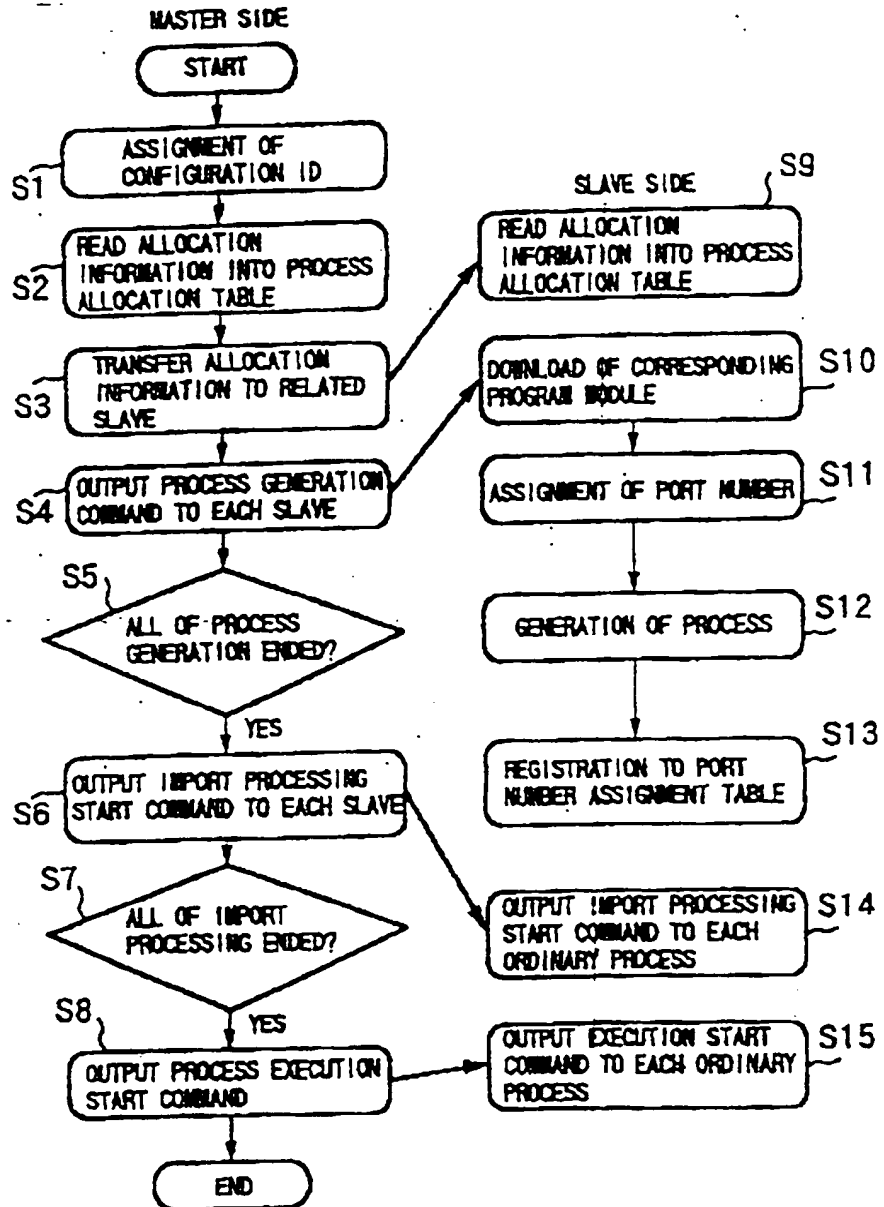 MASTER SIDE
START
ASSIGNMENT OF
CONFIGURATION ID
S1
READ ALLOCATION
INFORMATION INTO PROCESS
ALLOCATION TABLE
S2
TRANSFER ALLOCATION
INFORMATION TO RELATED
SLAVE
S3
OUTPUT PROCESS GENERATION
COMMAND TO EACH SLAVE
S4
S5
ALL OF PROCESS
GENERATION ENDED?
YES
OUTPUT IMPORT PROCESSING
START COMMAND TO EACH SLAVE
S6
S7
ALL OF IMPORT
PROCESSING ENDED?
YES
S8
OUTPUT PROCESS EXECUTION
START COMMAND
END
SLAVE SIDE
S9
READ ALLOCATION
INFORMATION INTO PROCESS
ALLOCATION TABLE
DOWNLOAD OF CORRESPONDING
PROGRAM MODULE
S10
ASSIGNMENT OF PORT NUMBER
S11
GENERATION OF PROCESS
S12
REGISTRATION TO PORT
NUMBER ASSIGNMENT TABLE
S13
OUTPUT IMPORT PROCESSING
START COMMAND TO EACH
ORDINARY PROCESS
S14
OUTPUT EXECUTION START
COMMAND TO EACH ORDINARY
PROCESS
S15